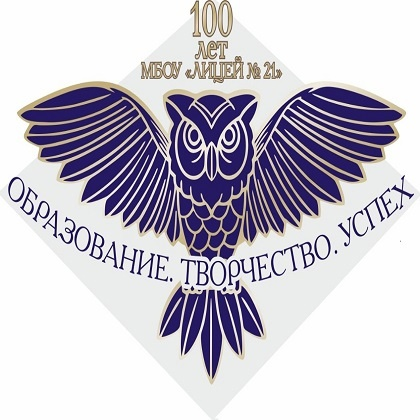 100
лет
МБОУ «ЛИЦЕЙ № 21»
ОБРАЗОВАНИЕ. ТВОРЧЕСТВО. УСПЕХ